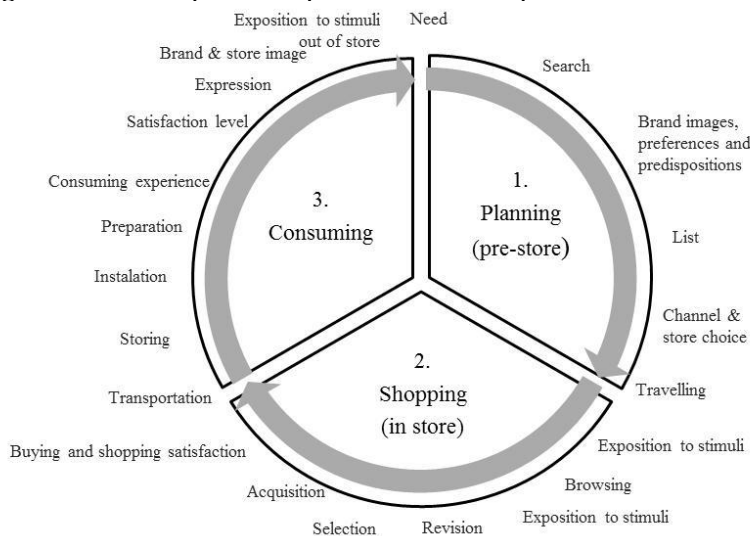 Need
Search
Brand images,
preferences and
predispositions
List
Channel &
store choice
Travelling
Exposition to stimuli
Browsing
Exposition to stimuli
Revision
Selection
Acquisition
Buying and shopping satisfaction
Transportation
Storing
Instalation
Preparation
Consuming experience
Satisfaction level
Expression
Brand & store image
Exposition to stimuli
out of store
1.
Planning
(pre-store)
2.
Shopping
(in store)
3.
Consuming